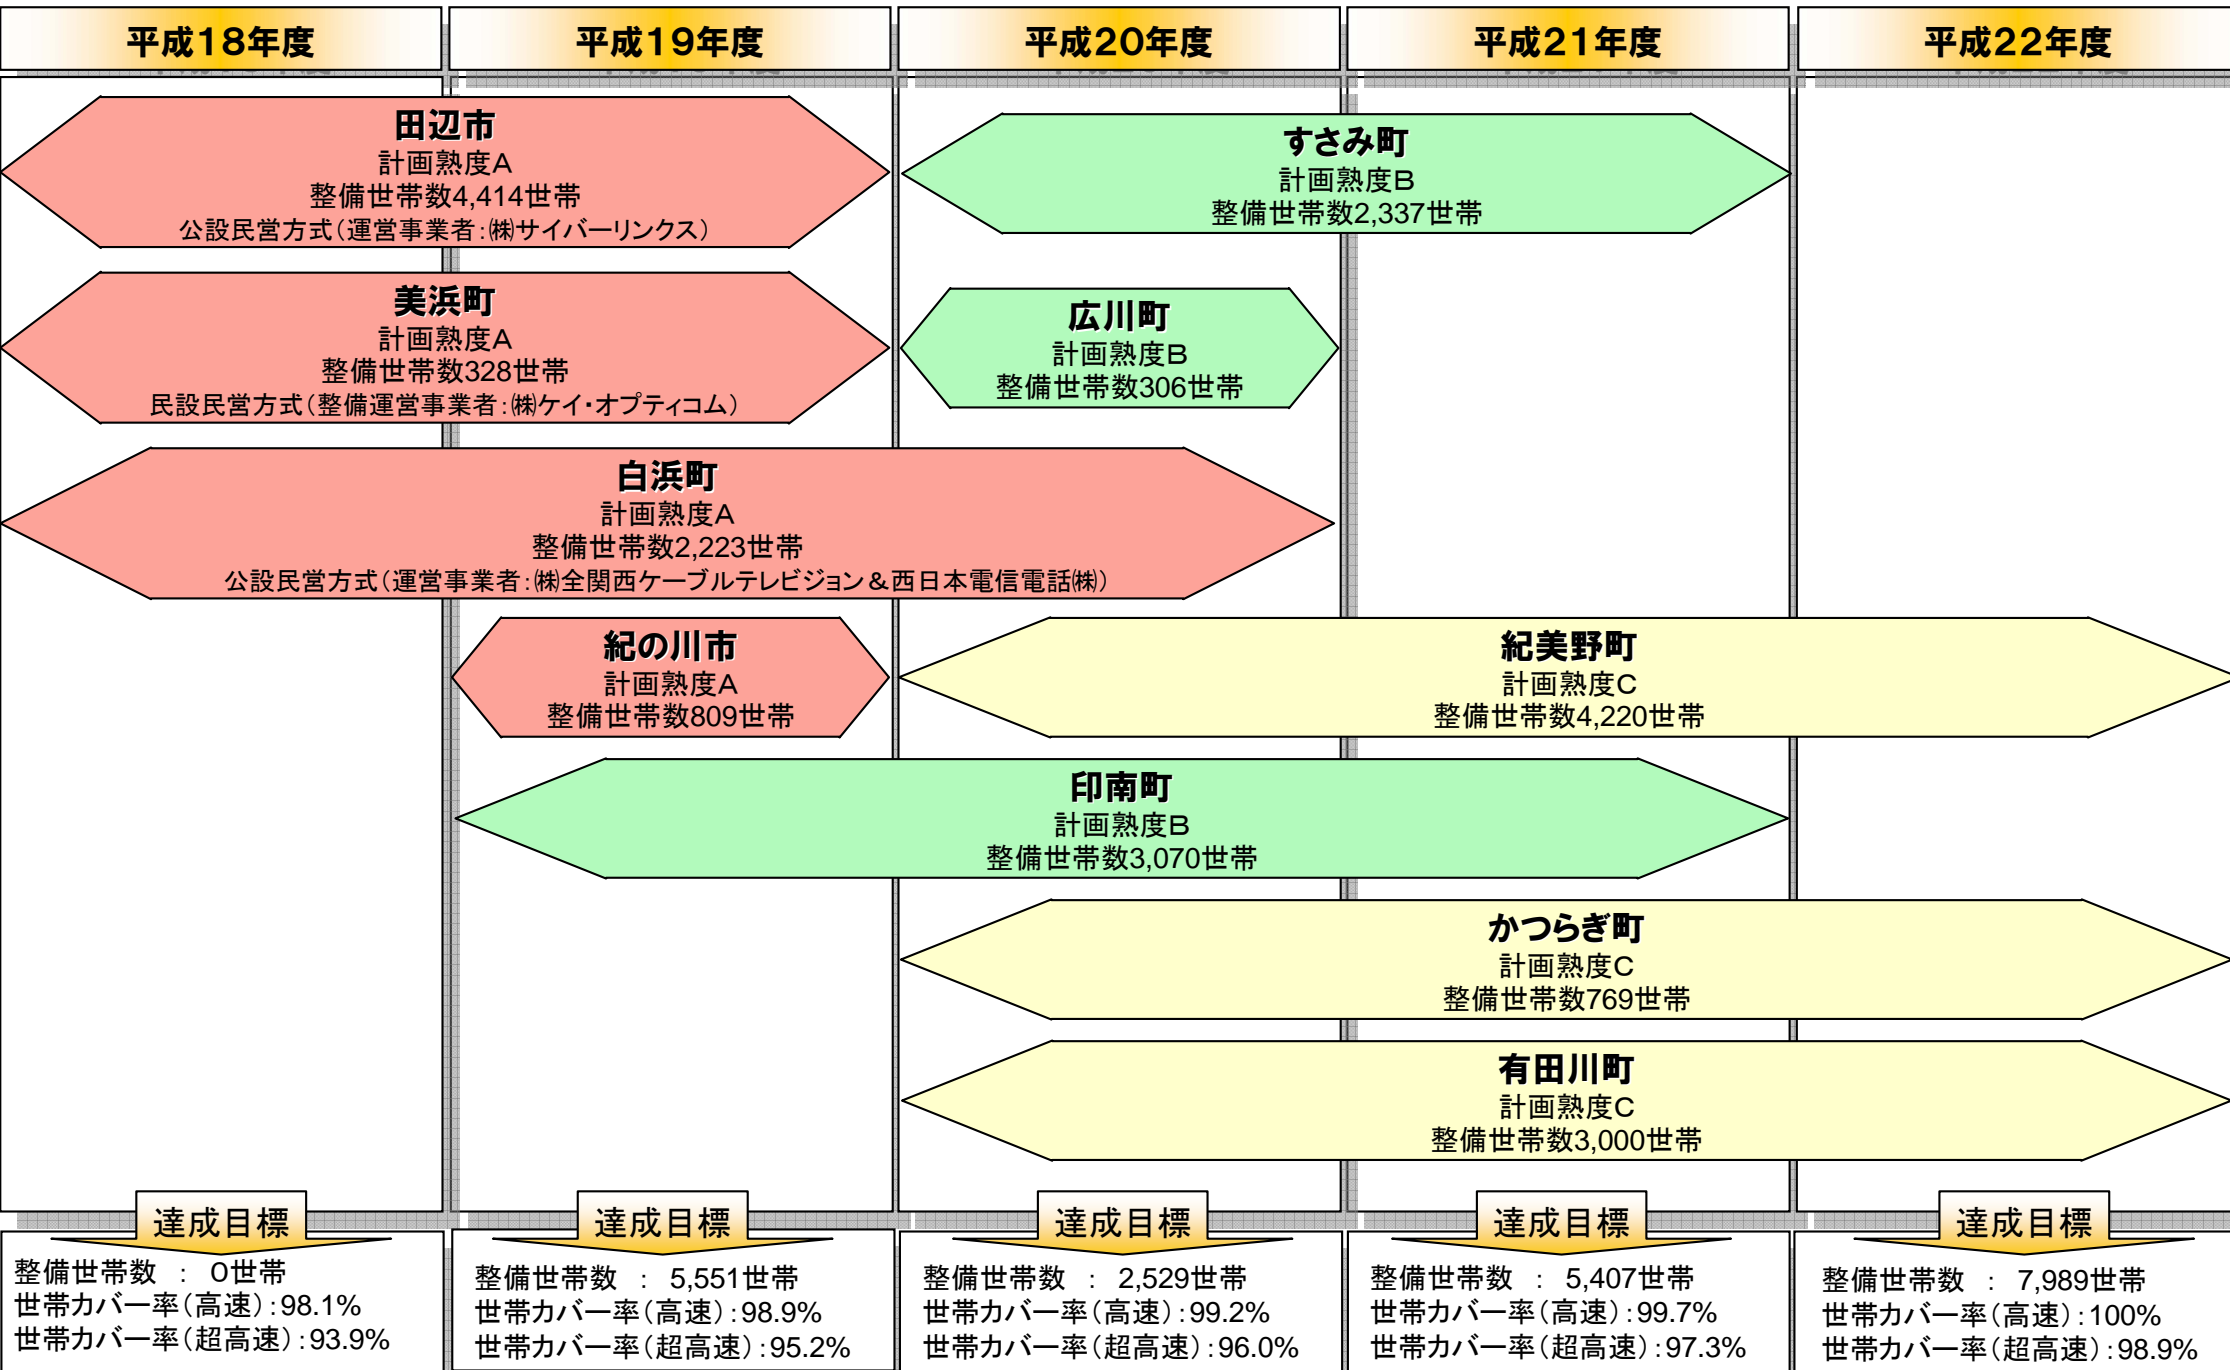 平成18年度
平成19年度
平成20年度
平成21年度
平成22年度
田辺市
計画熟度A
整備世帯数4,414世帯
公設民営方式（運営事業者：㈱サイバーリンクス）
すさみ町
計画熟度B
整備世帯数2,337世帯
美浜町
計画熟度A
整備世帯数328世帯
民設民営方式（整備運営事業者：㈱ケイ・オプティコム）
広川町
計画熟度B
整備世帯数306世帯
白浜町
計画熟度A
整備世帯数2,223世帯
公設民営方式（運営事業者：㈱全関西ケーブルテレビジョン＆西日本電信電話㈱）
紀の川市
計画熟度A
整備世帯数809世帯
紀美野町
計画熟度C
整備世帯数4,220世帯
印南町
計画熟度B
整備世帯数3,070世帯
かつらぎ町
計画熟度C
整備世帯数769世帯
有田川町
計画熟度C
整備世帯数3,000世帯
達成目標
整備世帯数 ： 0世帯
世帯カバー率（高速）：98.1%
世帯カバー率（超高速）：93.9%
達成目標
整備世帯数 ： 5,551世帯
世帯カバー率（高速）：98.9%
世帯カバー率（超高速）：95.2%
達成目標
整備世帯数 ： 2,529世帯
世帯カバー率（高速）：99.2%
世帯カバー率（超高速）：96.0%
達成目標
整備世帯数 ： 5,407世帯
世帯カバー率（高速）：99.7%
世帯カバー率（超高速）：97.3%
達成目標
整備世帯数 ： 7,989世帯
世帯カバー率（高速）：100%
世帯カバー率（超高速）：98.9%